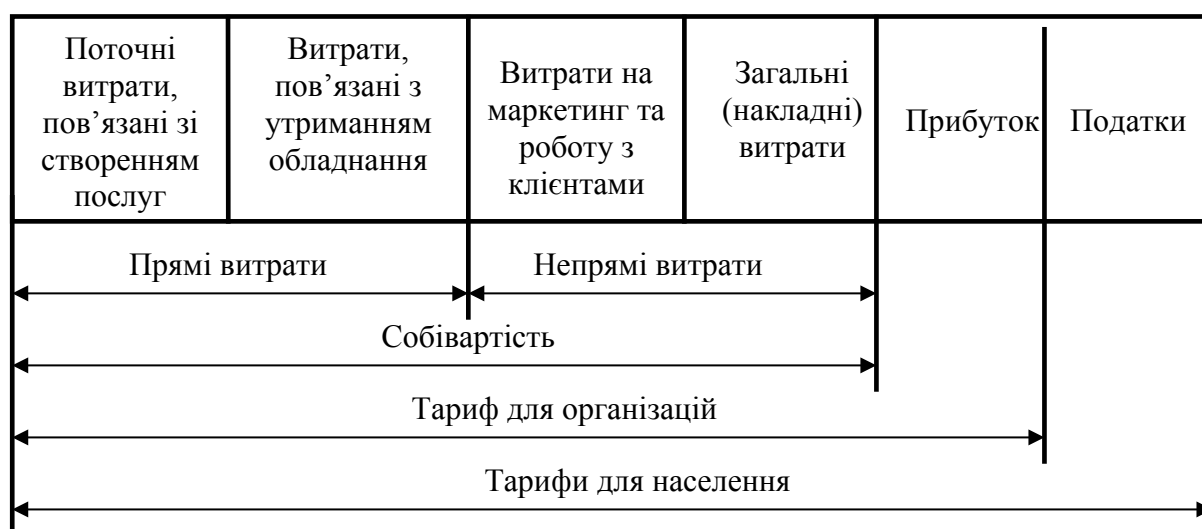 Поточні
витрати,
пов’язані зі
створенням
послуг
Витрати,
пов’язані з
утриманням
обладнання
Витрати на
маркетинг та
роботу з
клієнтами
Загальні
(накладні)
витрати
Прибуток
Податки
Прямі витрати
Непрямі витрати
Собівартість
Тариф для організацій
Тарифи для населення